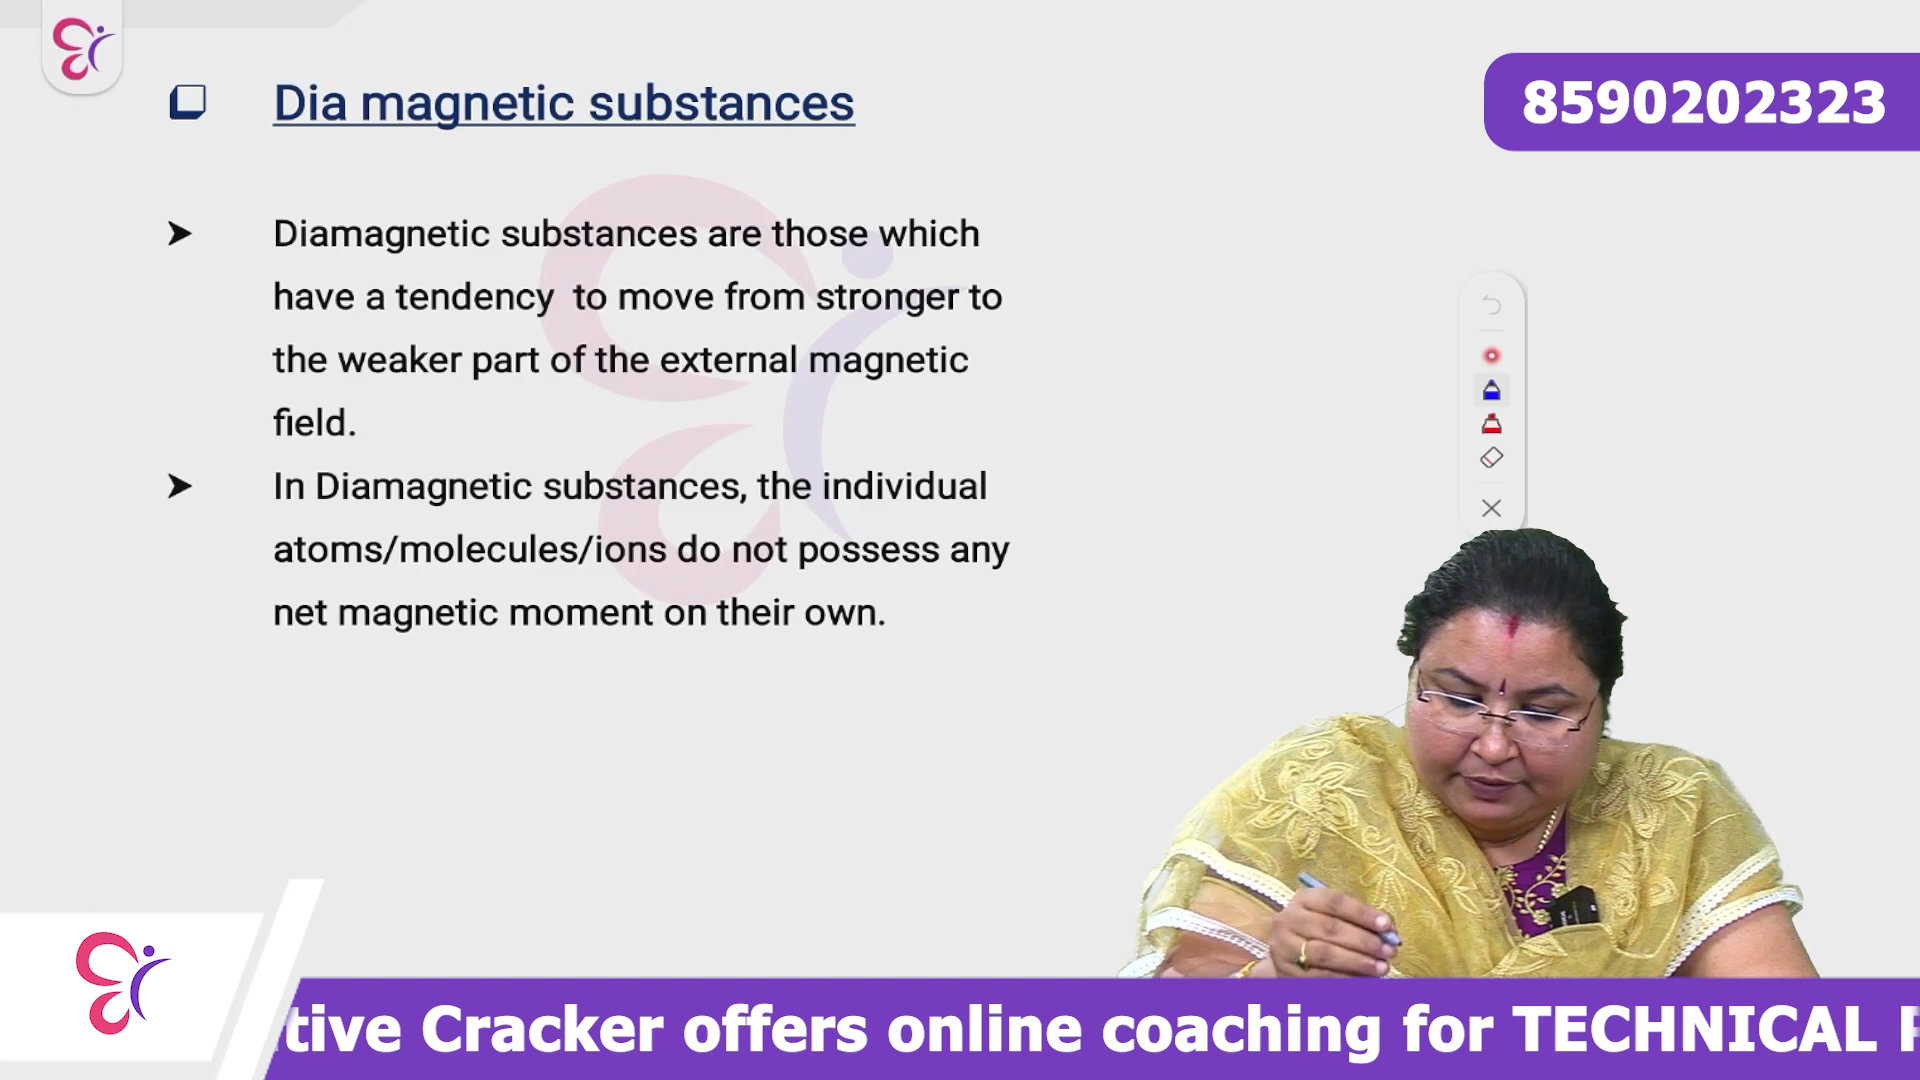 Dia magnetic substances
8590202323
➤ Diamagnetic substances are those which
have a tendency to move from stronger to
the weaker part of the external magnetic
field.
➤ In Diamagnetic substances, the individual
atoms/molecules/ions do not possess any
net magnetic moment on their own.
tive Cracker offers online coaching for TECHNICAL